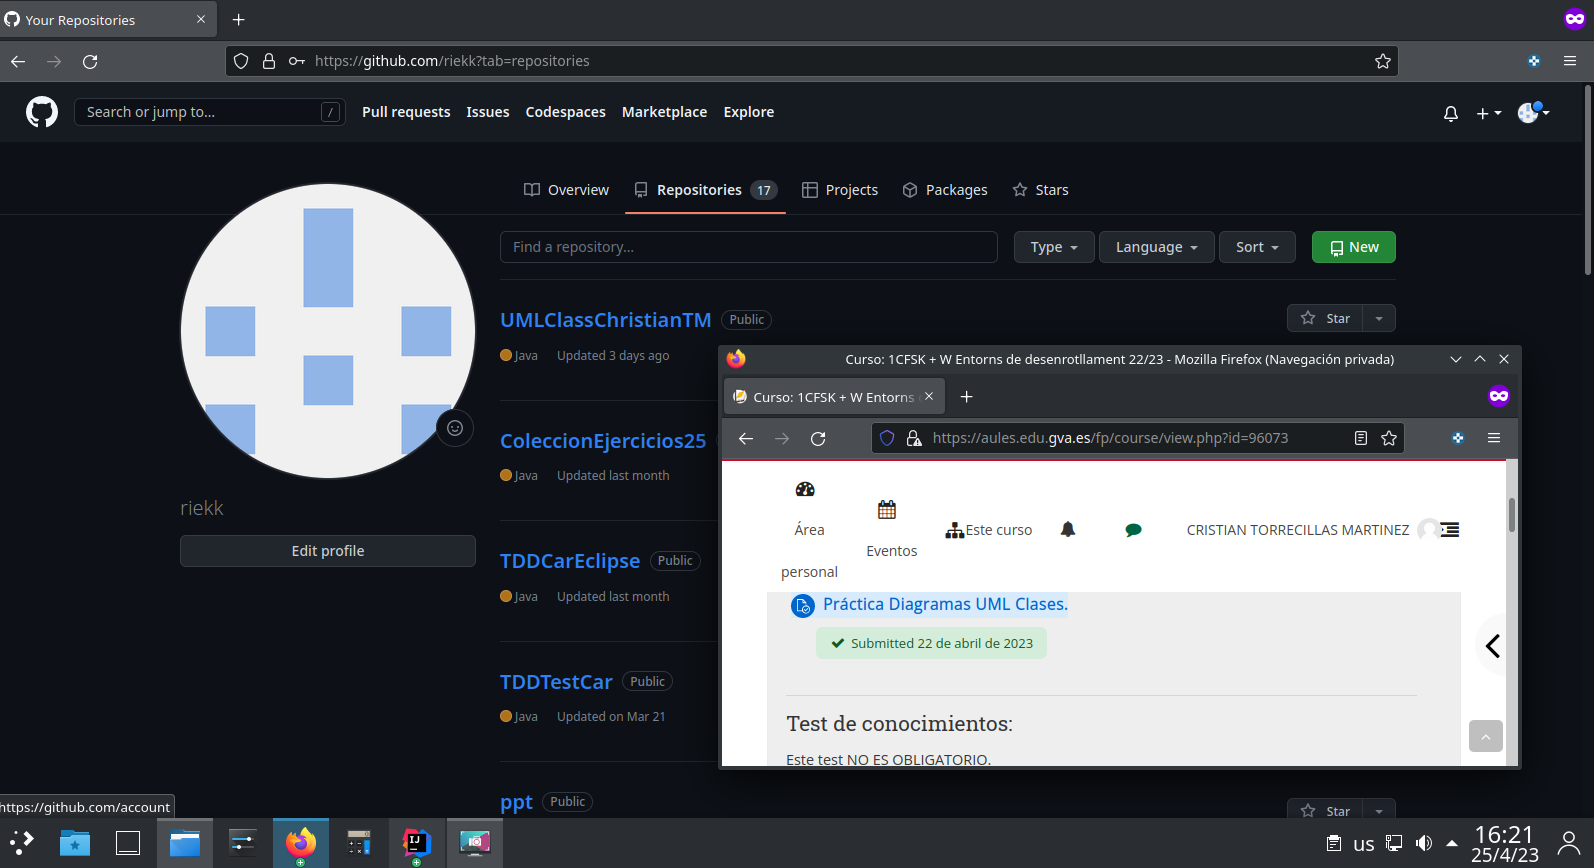 Your Repositories
https://github.com/riekk?tab=repositories
Search or jump to... /
Pull requests Issues Codespaces Marketplace Explore
Overview Repositories 17 Projects Packages Stars
Find a repository… Type Language Sort New
UMLClassChristianTM Public Star
Java Updated 3 days ago
ColeccionEjercicios25
Java Updated last month
TDDCarEclipse Public
Java Updated last month
TDDTestCar Public
Java Updated on Mar 21
ppt Public Star
riekk
Edit profile
Curso: 1CFSK + W Entorns de desenrotllament 22/23 - Mozilla Firefox (Navegación privada)
Curso: 1CFSK + W Entorns
https://aules.edu.gva.es/fp/course/view.php?id=96073
Área
personal
Eventos
Este curso
CRISTIAN TORRECILLAS MARTINEZ
Práctica Diagramas UML Clases.
Submitted 22 de abril de 2023
Test de conocimientos:
Este test NO ES OBLIGATORIO.
https://github.com/account
IJ
us
16:21
25/4/23